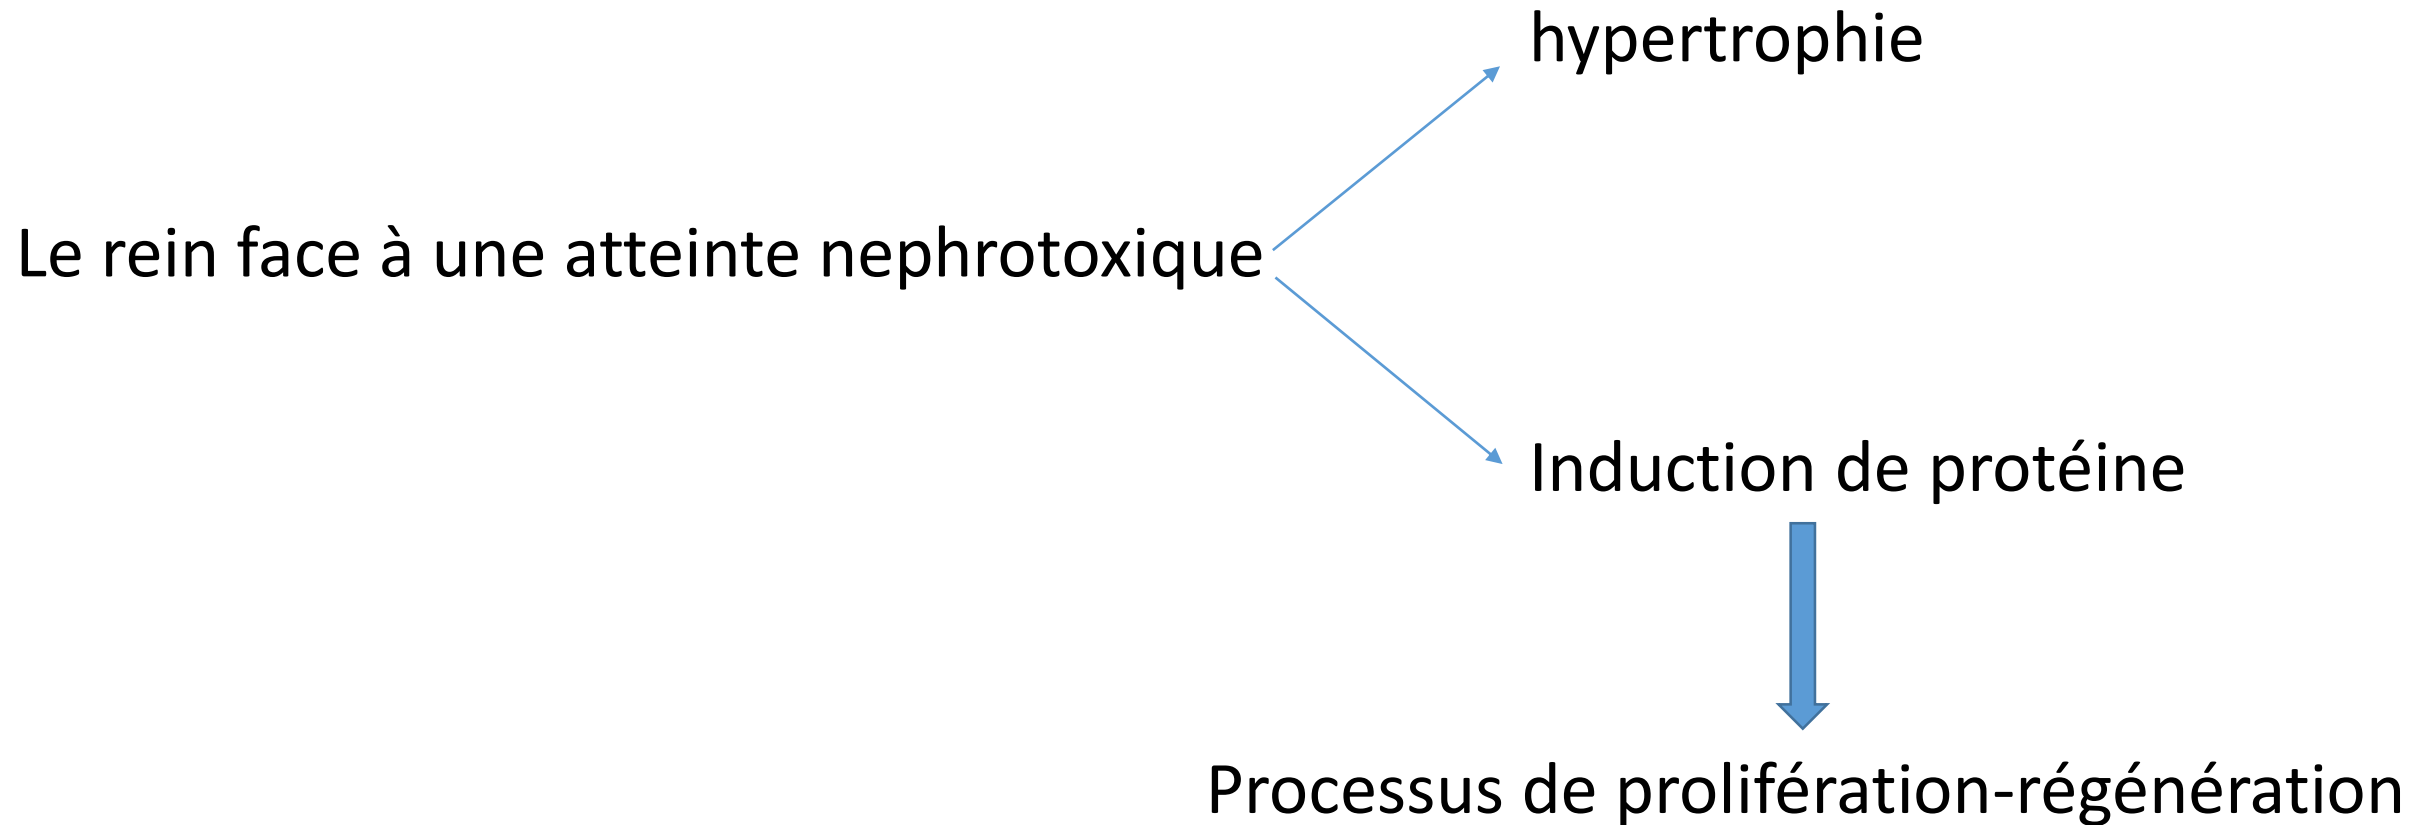 hypertrophie
Le rein face à une atteinte nephrotoxique
Induction de protéine
Processus de prolifération-régénération